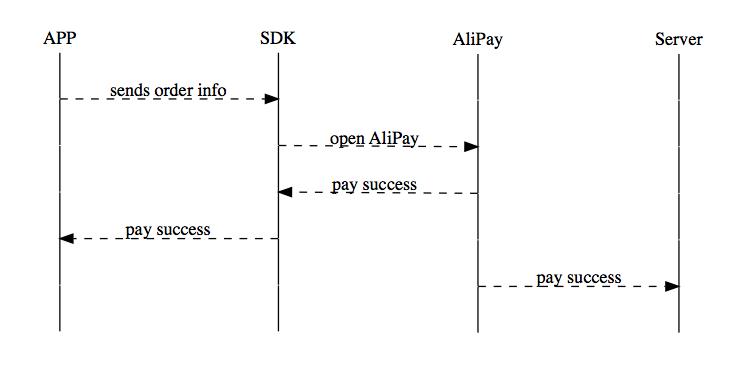 APP SDK AliPay Server
sends order info
open AliPay
pay success
pay success
pay success